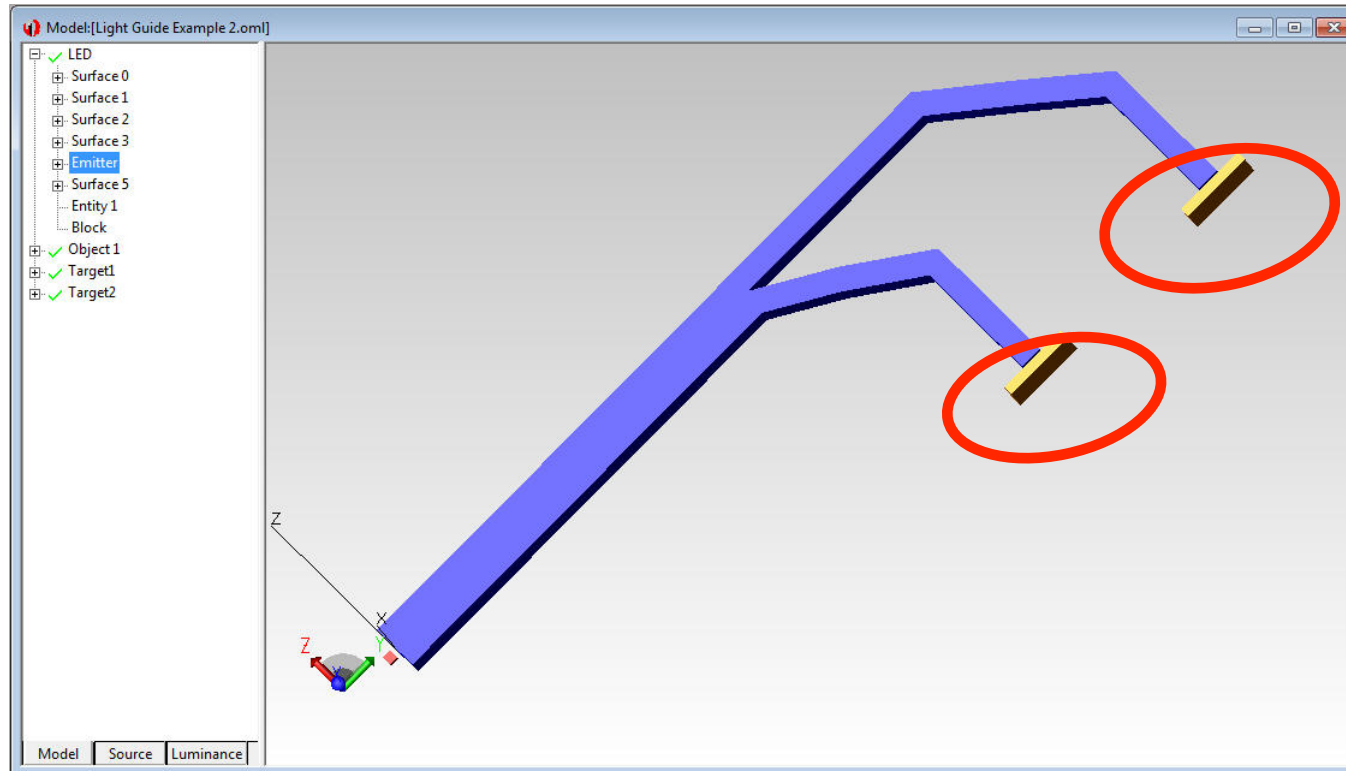 Model:[Light Guide Example 2.oml]
LED
Surface 0
Surface 1
Surface 2
Surface 3
Emitter
Surface 5
Entity 1
Block
Object 1
Target1
Target2
Z
X
Z
Y
Model Source Luminance